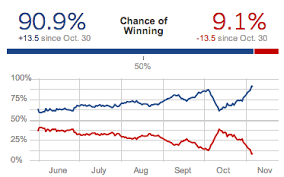 90.9%
+13.5 since Oct. 30
Chance of
Winning
9.1%
-13.5 since Oct. 30
50%
100%
75%
50%
25%
0%
June July Aug Sept Oct Nov